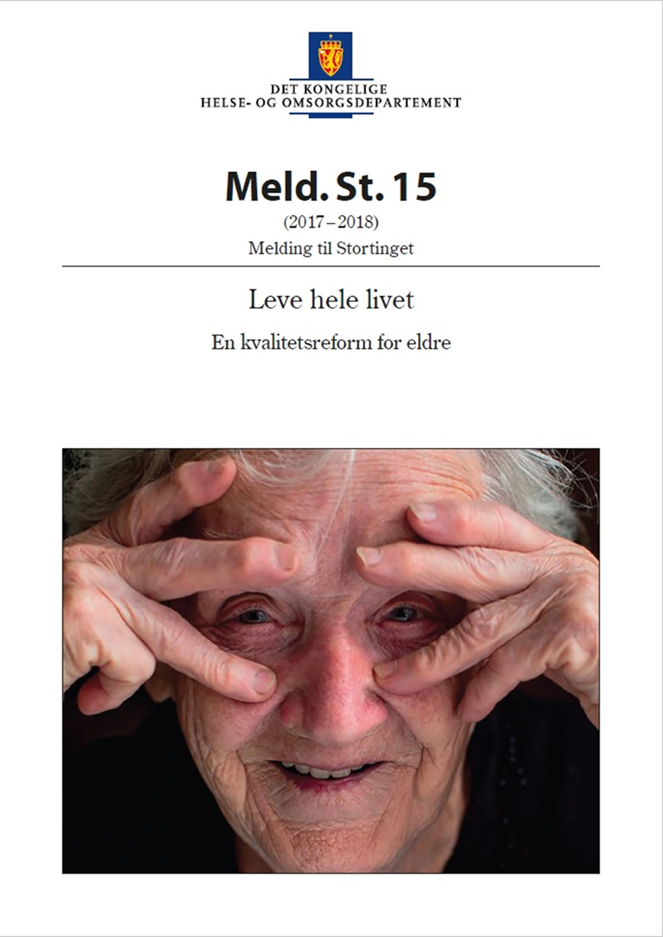 DET KONGELIGE
HELSE- OG OMSORGSDEPARTEMENT
Meld. St. 15
(2017–2018)
Melding til Stortinget
Leve hele livet
En kvalitetsreform for eldre